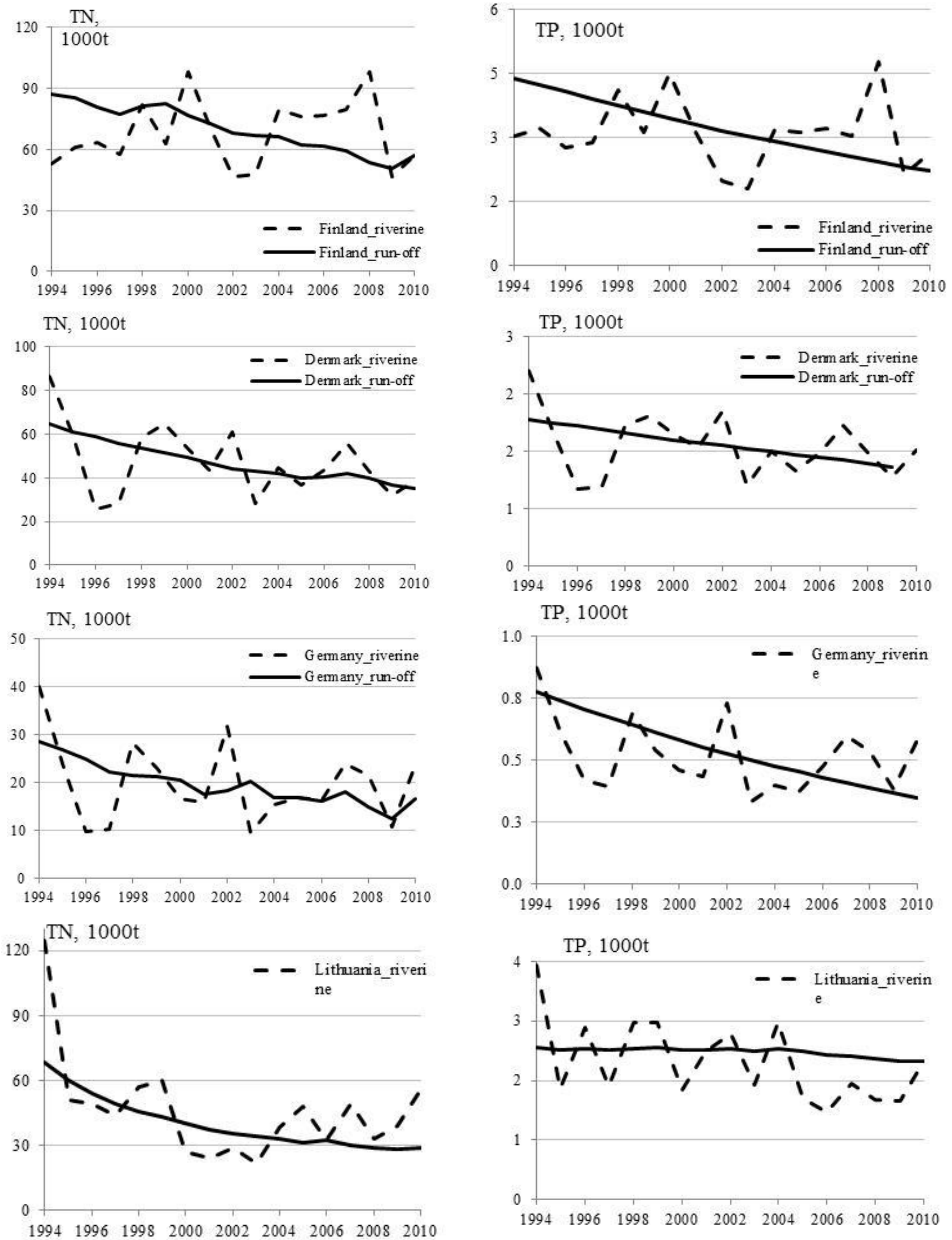 TN,
1000t
120
90
60
30
0
Finland_riverine
Finland_run-off
1994 1996 1998 2000 2002 2004 2006 2008 2010
TP, 1000t
6
5
3
2
0
Finland_riverine
Finland_run-off
1994 1996 1998 2000 2002 2004 2006 2008 2010
TN, 1000t
100
80
60
40
20
0
Denmark_riverine
Denmark_run-off
1994 1996 1998 2000 2002 2004 2006 2008 2010
TP, 1000t
3
2
2
1
0
Denmark_riverine
Denmark_run-off
1994 1996 1998 2000 2002 2004 2006 2008 2010
TN, 1000t
50
40
30
20
10
0
Germany_riverine
Germany_run-off
1994 1996 1998 2000 2002 2004 2006 2008 2010
TP, 1000t
1.0
0.8
0.5
0.3
0.0
Germany_riverin
e
1994 1996 1998 2000 2002 2004 2006 2008 2010
TN, 1000t
120
90
60
30
0
Lithuania_riveri
ne
1994 1996 1998 2000 2002 2004 2006 2008 2010
TP, 1000t
4
3
2
1
0
Lithuania_riverin
e
1994 1996 1998 2000 2002 2004 2006 2008 2010